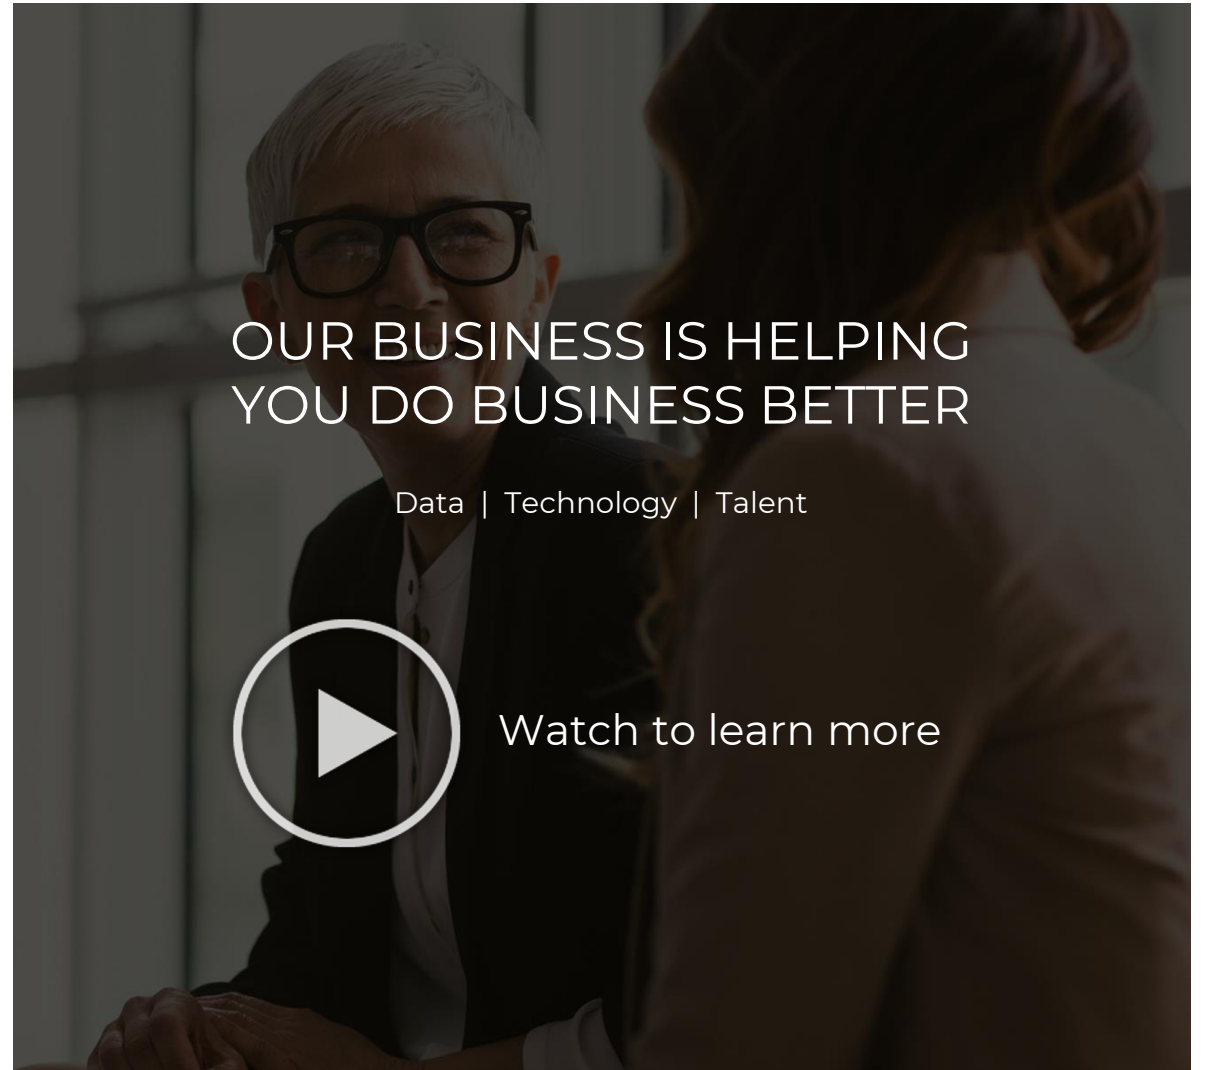 OUR BUSINESS IS HELPING
YOU DO BUSINESS BETTER
Data | Technology | Talent
Watch to learn more